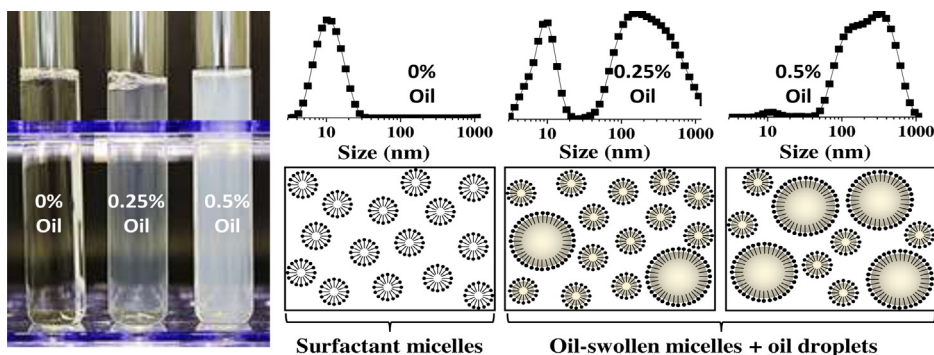 0%
Oil
0.25%
Oil
0.5%
Oil
0%
Oil
10 100 1000
Size (nm)
0.25%
Oil
10 100 1000
Size (nm)
0.5%
Oil
10 100 1000
Size (nm)
Surfactant micelles
Oil-swollen micelles + oil droplets